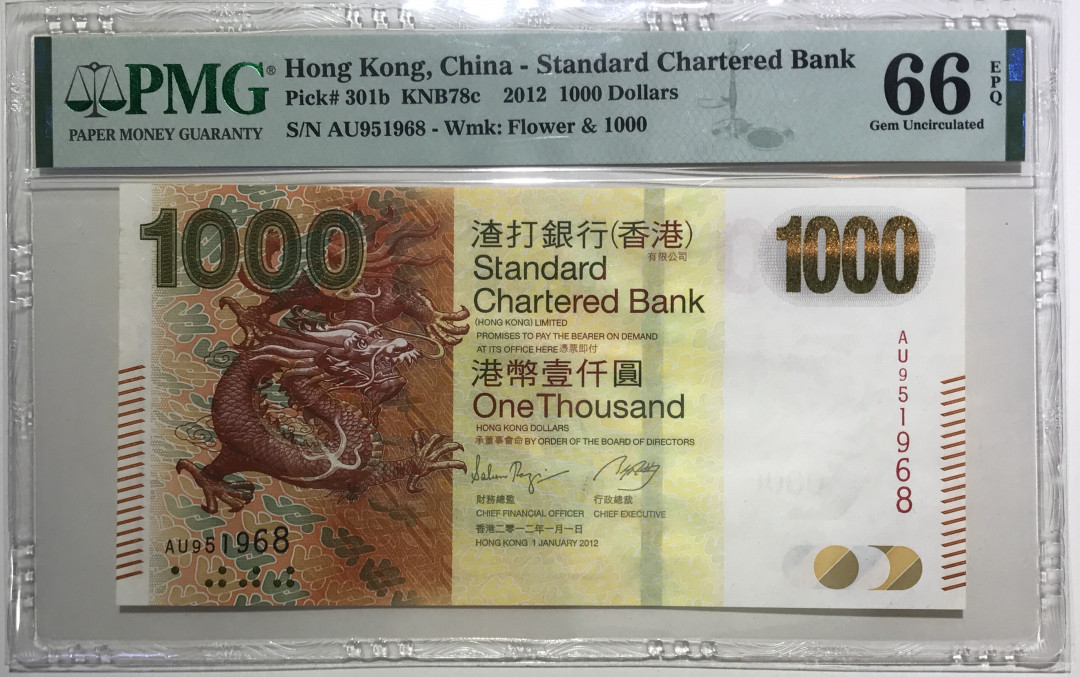 PMG®
PAPER MONEY GUARANTY
Hong Kong, China - Standard Chartered Bank
Pick# 301b KNB78c 2012 1000 Dollars
S/N AU951968 - Wmk: Flower & 1000
66
EPQ
Gem Uncirculated
1000
渣打銀行(香港)
有限公司
Standard
Chartered Bank
(HONG KONG) LIMITED
PROMISES TO PAY THE BEARER ON DEMAND
AT ITS OFFICE HERE 憑票即付
港幣壹仟圓
One Thousand
HONG KONG DOLLARS
承董事會命 BY ORDER OF THE BOARD OF DIRECTORS
財務總監 行政總裁
CHIEF FINANCIAL OFFICER CHIEF EXECUTIVE
香港二零一二年一月一日
HONG KONG 1 JANUARY 2012
AU951968
1000
AU951968